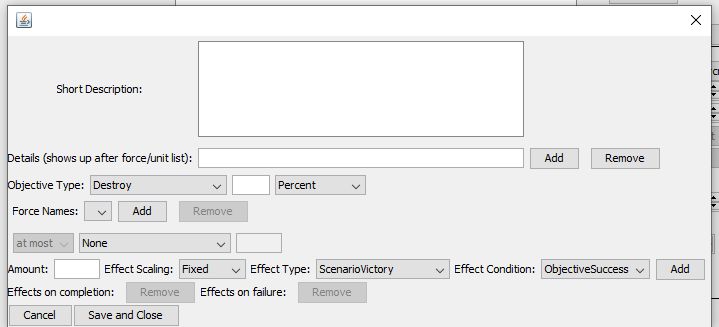 Short Description:
Details (shows up after force/unit list): Add Remove
Objective Type: Destroy Percent
Force Names: Add Remove
at most None
Amount: Effect Scaling: Fixed Effect Type: ScenarioVictory Effect Condition: ObjectiveSuccess Add
Effects on completion: Remove Effects on failure: Remove
Cancel Save and Close